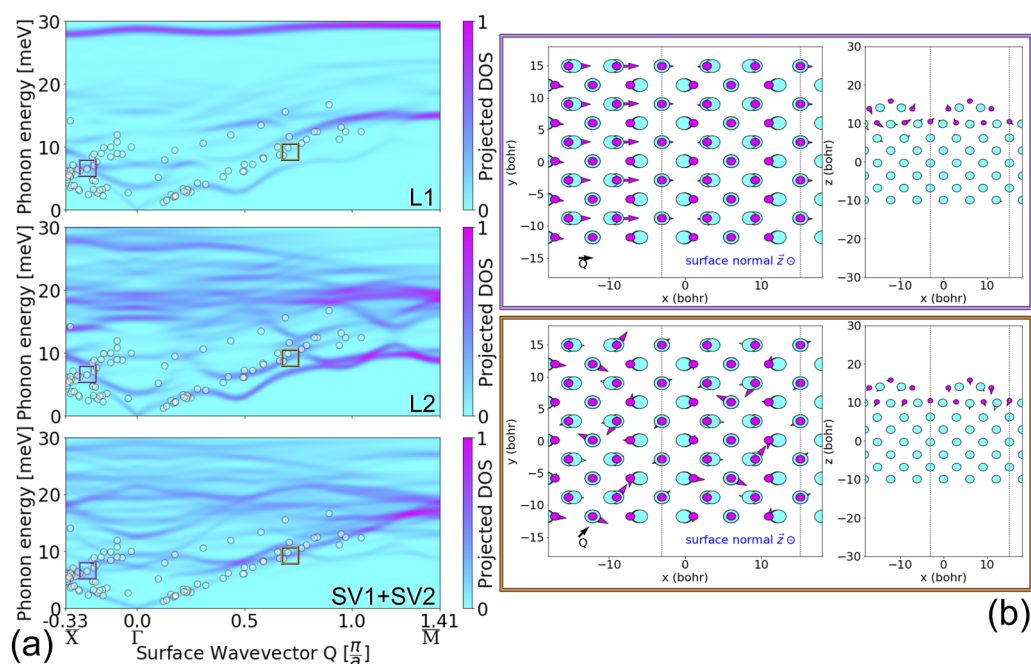 30
20
10
0
Phonon energy [meV]
L1
1
0
Projected DOS
30
20
10
0
Phonon energy [meV]
L2
1
0
Projected DOS
30
20
10
0
Phonon energy [meV]
SV1+SV2
1
0
Projected DOS
-0.33 0.0 0.5 1.0 1.41
X̅ Γ̅ M̅
Surface Wavevector Q [π/a]
(a)
15
10
5
0
−5
−10
−15
y (bohr)
Q
surface normal z⃗ ⊙
−10 0 10
x (bohr)
30
20
10
0
−10
−20
−30
z (bohr)
−10 0 10
x (bohr)
15
10
5
0
−5
−10
−15
y (bohr)
Q
surface normal z⃗ ⊙
−10 0 10
x (bohr)
30
20
10
0
−10
−20
−30
z (bohr)
−10 0 10
x (bohr)
(b)